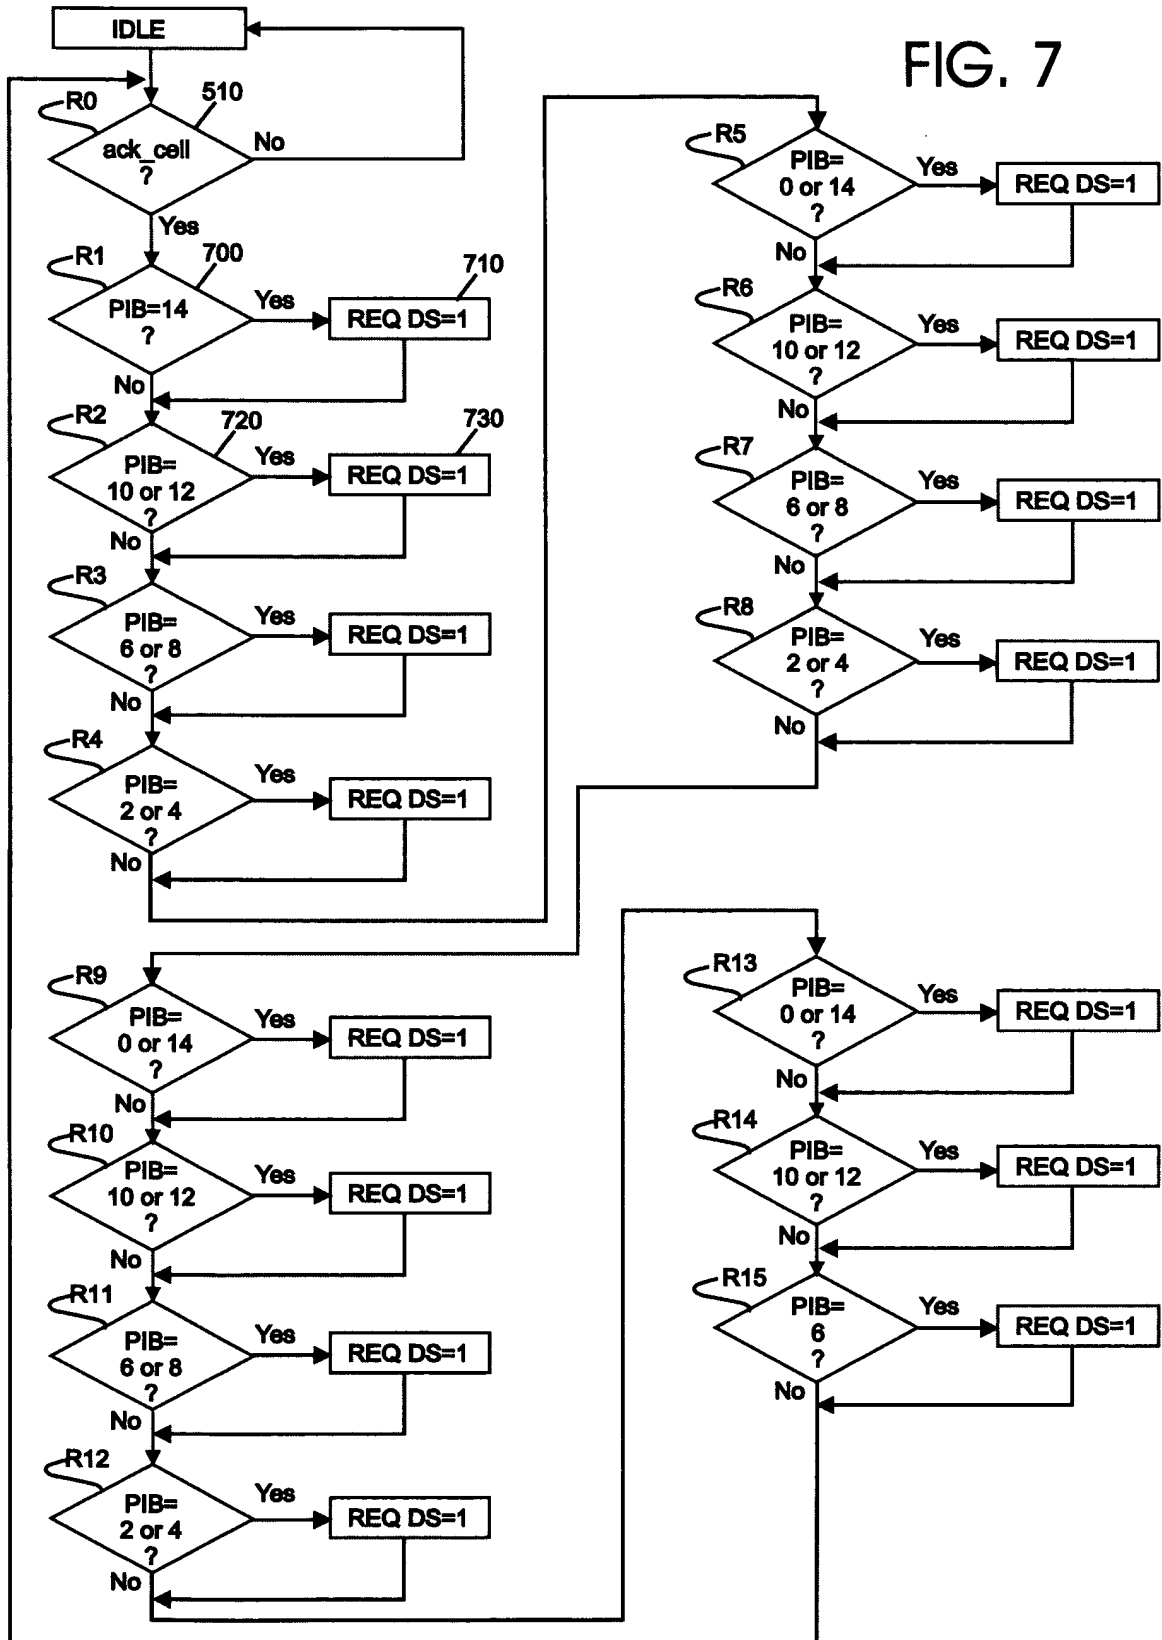 FIG. 7
IDLE
R0
510
ack_cell
?
No
Yes
R1
700
PIB=14
?
Yes
710
REQ DS=1
No
R2
720
PIB=
10 or 12
?
Yes
730
REQ DS=1
No
R3
PIB=
6 or 8
?
Yes
REQ DS=1
No
R4
PIB=
2 or 4
?
Yes
REQ DS=1
No
R5
PIB=
0 or 14
?
Yes
REQ DS=1
No
R6
PIB=
10 or 12
?
Yes
REQ DS=1
No
R7
PIB=
6 or 8
?
Yes
REQ DS=1
No
R8
PIB=
2 or 4
?
Yes
REQ DS=1
No
R9
PIB=
0 or 14
?
Yes
REQ DS=1
No
R10
PIB=
10 or 12
?
Yes
REQ DS=1
No
R11
PIB=
6 or 8
?
Yes
REQ DS=1
No
R12
PIB=
2 or 4
?
Yes
REQ DS=1
No
R13
PIB=
0 or 14
?
Yes
REQ DS=1
No
R14
PIB=
10 or 12
?
Yes
REQ DS=1
No
R15
PIB=
6
?
Yes
REQ DS=1
No